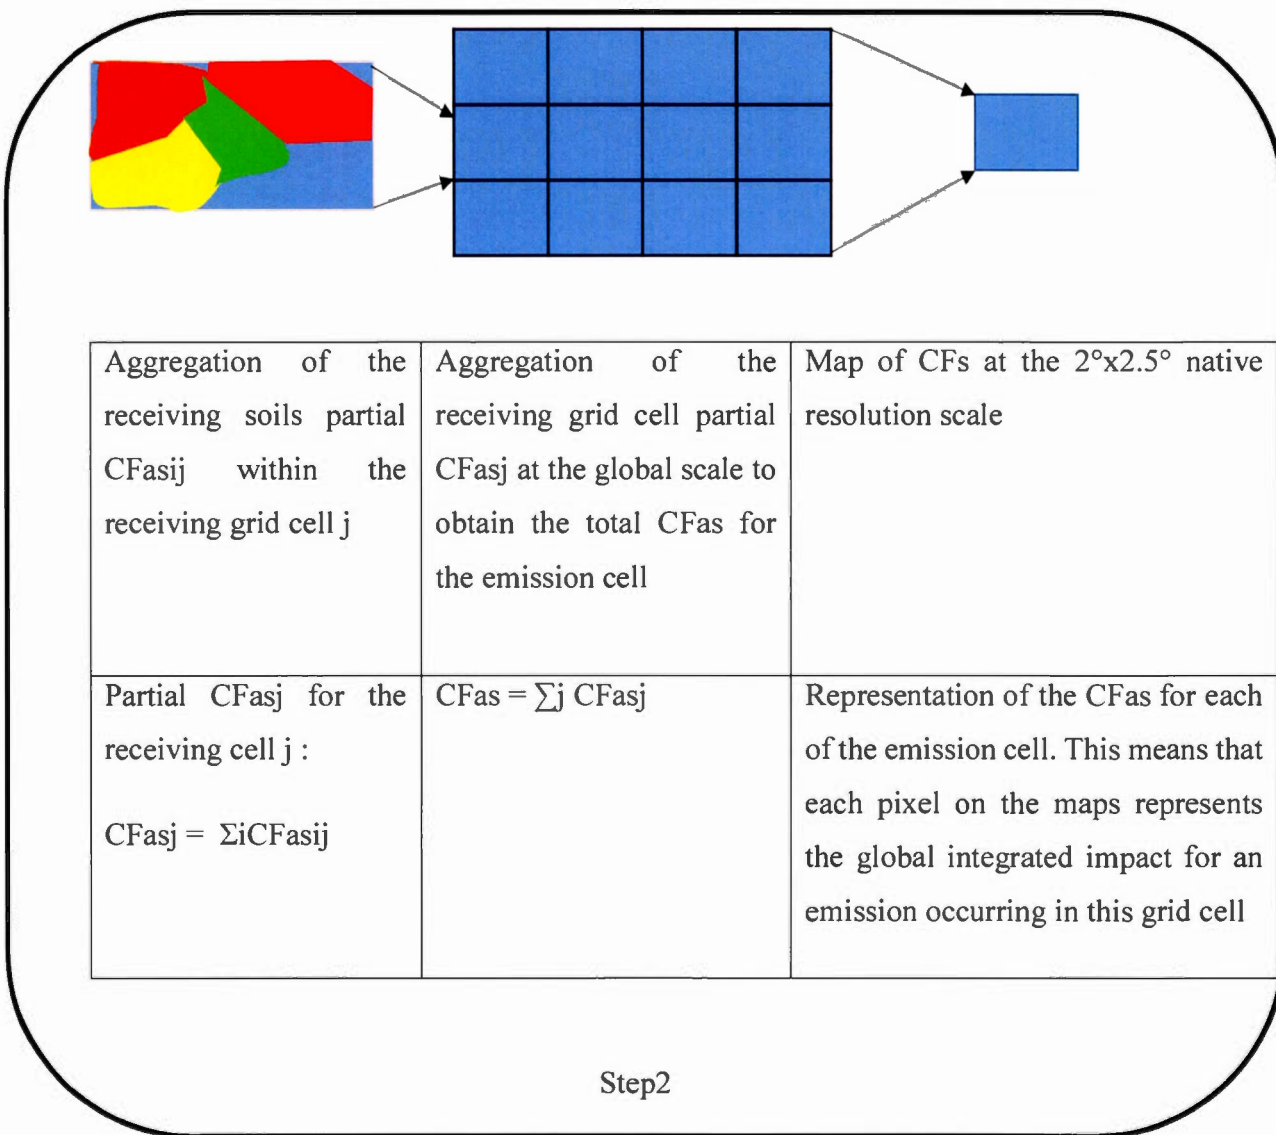 Aggregation of the
receiving soils partial
CFasij within the
receiving grid cell j
Aggregation of the
receiving grid cell partial
CFasj at the global scale to
obtain the total CFas for
the emission cell
Map of CFs at the 2°x2.5° native
resolution scale
Partial CFasj for the
receiving cell j :
CFasj = ΣiCFasij
CFas = ∑j CFasj
Representation of the CFas for each
of the emission cell. This means that
each pixel on the maps represents
the global integrated impact for an
emission occurring in this grid cell
Step2